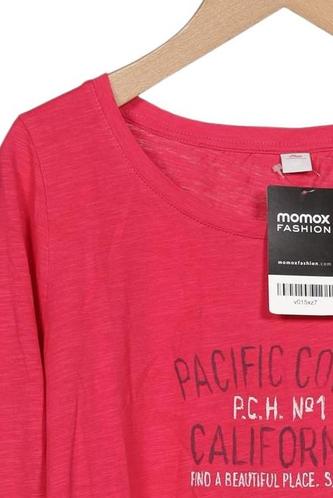 momox
FASHION
momoxfashion.com
v015xz7
PACIFIC CO
P.C.H. Nº1
CALIFORN
FIND A BEAUTIFUL PLACE. S